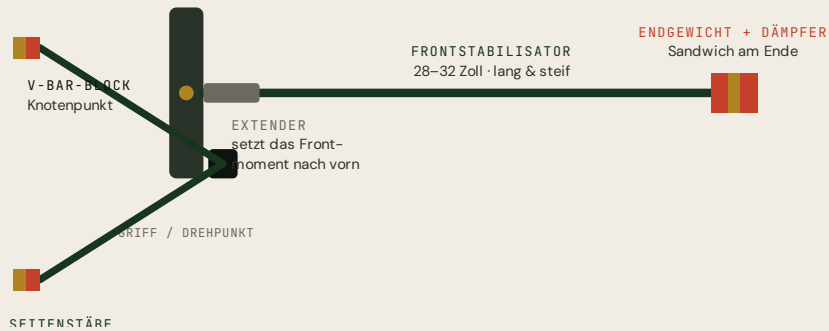 ENDGEWICHT + DÄMPFER
Sandwich am Ende
FRONTSTABILISATOR
28–32 Zoll · lang & steif
V-BAR-BLOCK
Knotenpunkt
EXTENDER
setzt das Front-
moment nach vorn
GRIFF / DREHPUNKT
SEITENSTÄBE